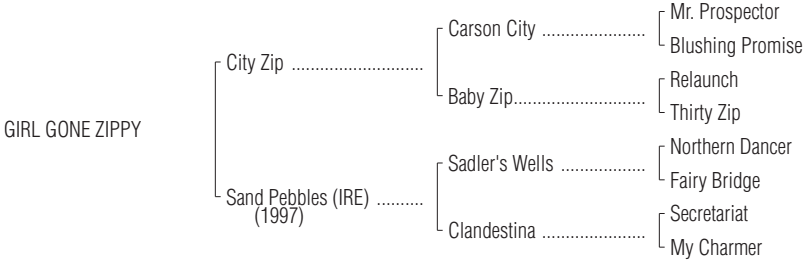 Mr. Prospector
Carson City ......................
Blushing Promise
City Zip ............................
Relaunch
Baby Zip............................
Thirty Zip
GIRL GONE ZIPPY
Northern Dancer
Sadler's Wells ..................
Fairy Bridge
Sand Pebbles (IRE) ..........
(1997)
Secretariat
Clandestina ......................
My Charmer